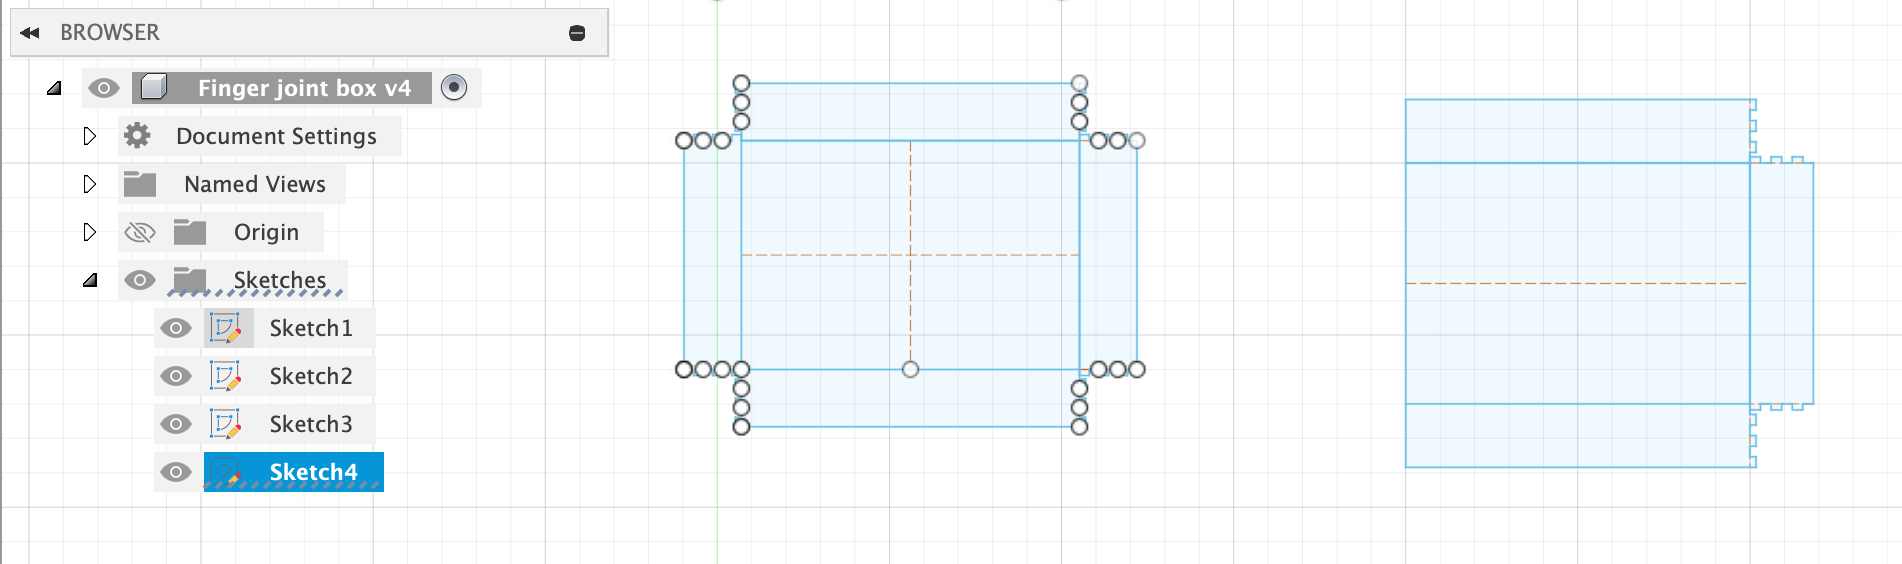 BROWSER
Finger joint box v4
Document Settings
Named Views
Origin
Sketches
Sketch1
Sketch2
Sketch3
Sketch4